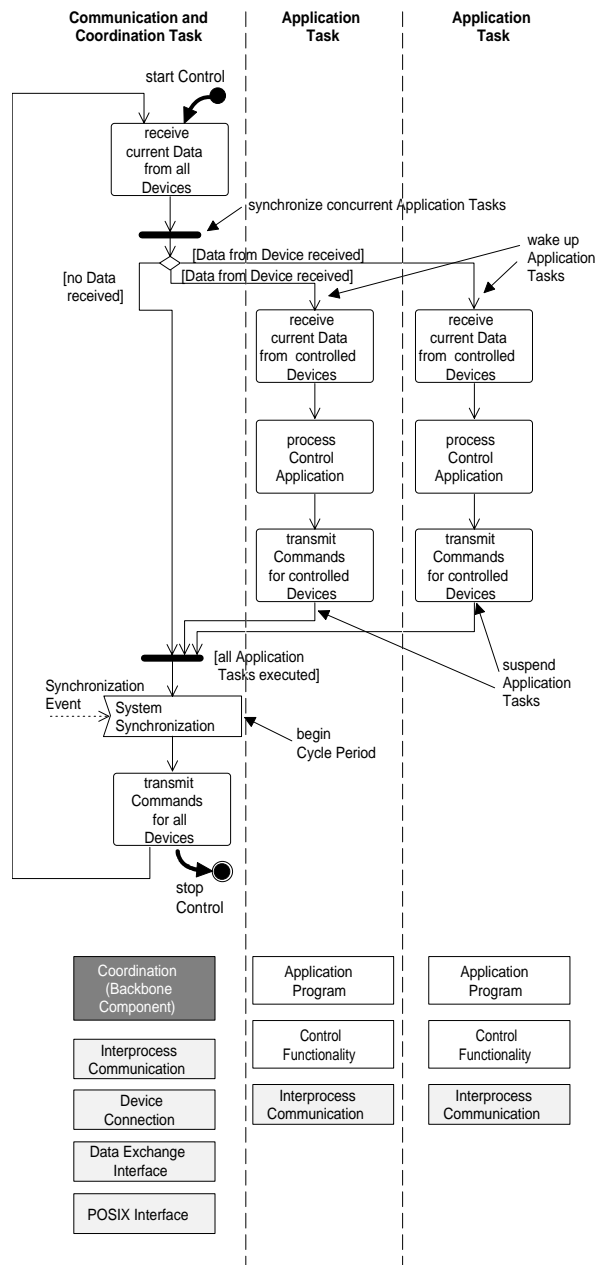 Communication and
Coordination Task
Application
Task
Application
Task
start Control
receive
current Data
from all
Devices
synchronize concurrent Application Tasks
wake up
Application
Tasks
[no Data
received]
[Data from Device received]
[Data from Device received]
receive
current Data
from controlled
Devices
receive
current Data
from controlled
Devices
process
Control
Application
process
Control
Application
transmit
Commands
for controlled
Devices
transmit
Commands
for controlled
Devices
[all Application
Tasks executed]
suspend
Application
Tasks
Synchronization
Event
System
Synchronization
begin
Cycle Period
transmit
Commands
for all
Devices
stop
Control
Coordination
(Backbone
Component)
Application
Program
Application
Program
Interprocess
Communication
Control
Functionality
Control
Functionality
Device
Connection
Interprocess
Communication
Interprocess
Communication
Data Exchange
Interface
POSIX Interface